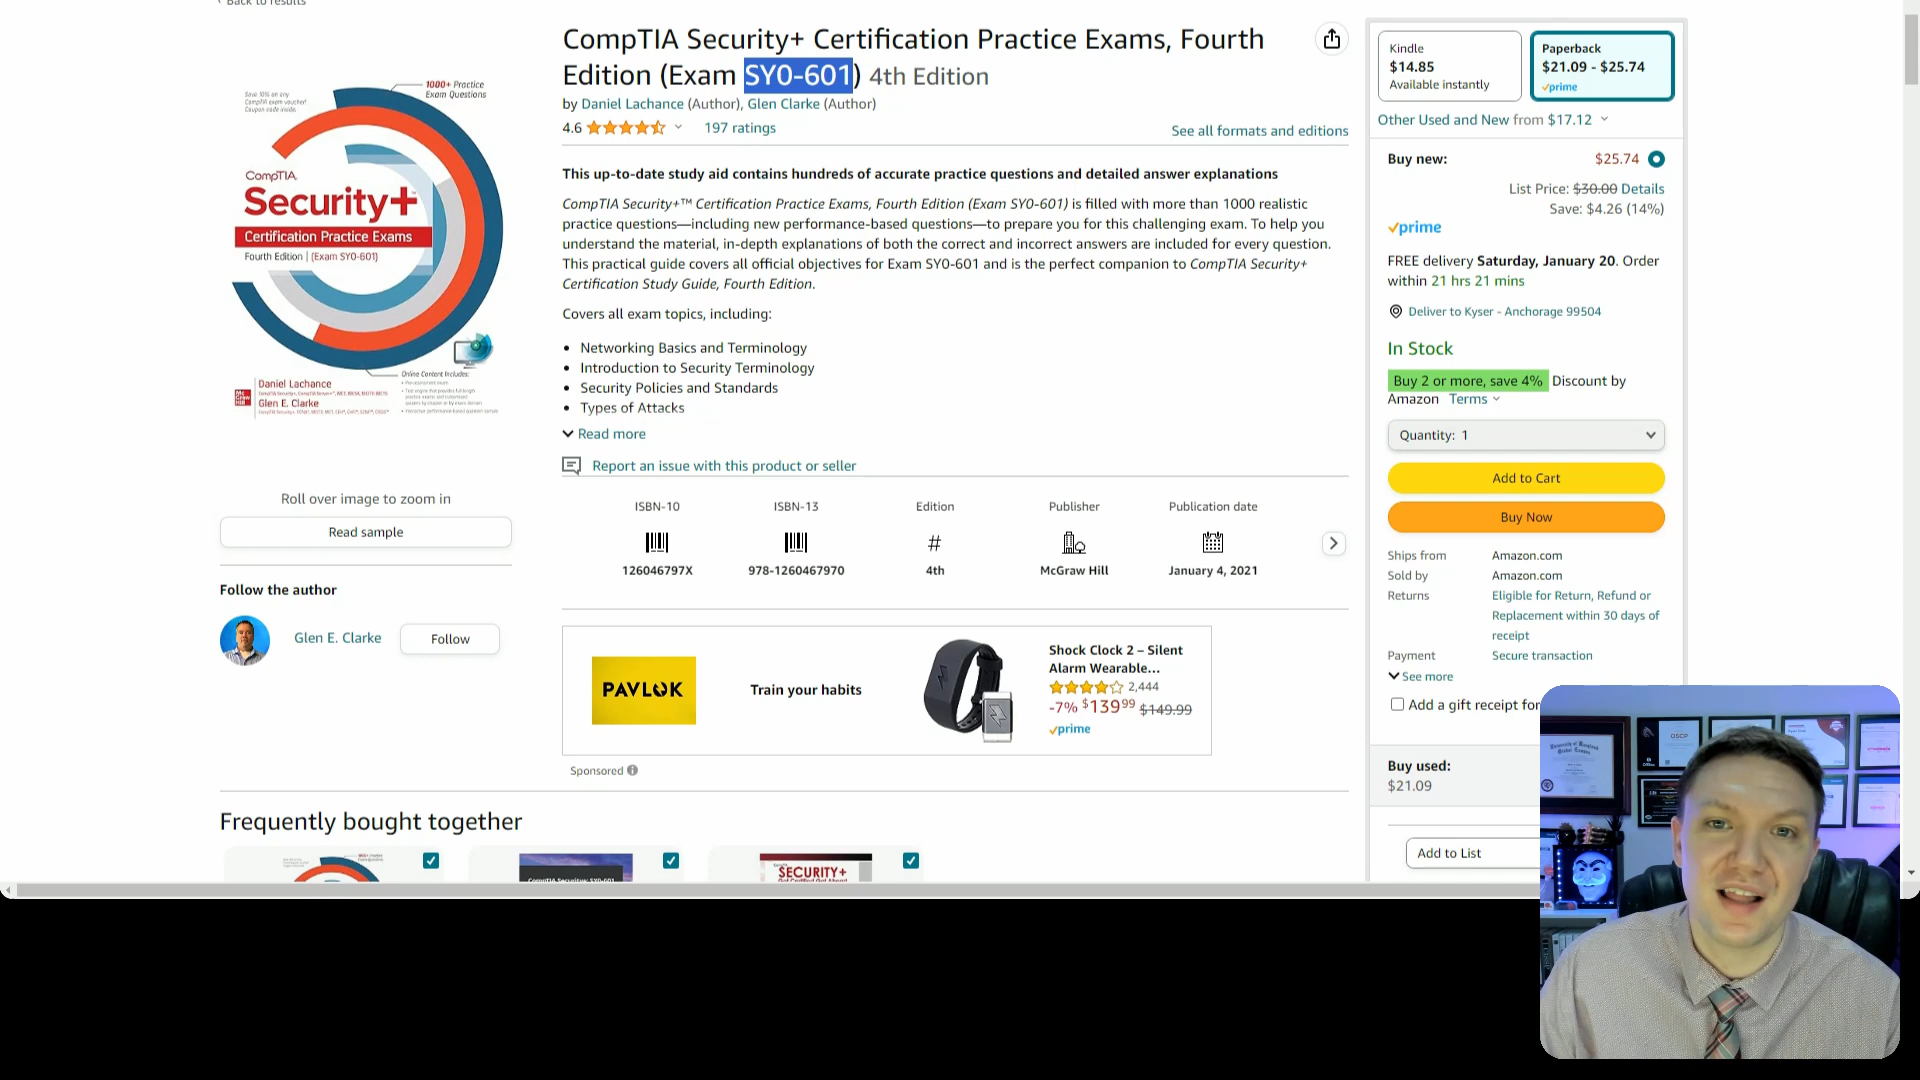 Back to results
CompTIA Security+ Certification Practice Exams, Fourth
Edition (Exam SY0-601) 4th Edition
by Daniel Lachance (Author), Glen Clarke (Author)
4.6
197 ratings
See all formats and editions
This up-to-date study aid contains hundreds of accurate practice questions and detailed answer explanations
CompTIA Security+™ Certification Practice Exams, Fourth Edition (Exam SY0-601) is filled with more than 1000 realistic
practice questions—including new performance-based questions—to prepare you for this challenging exam. To help you
understand the material, in-depth explanations of both the correct and incorrect answers are included for every question.
This practical guide covers all official objectives for Exam SY0-601 and is the perfect companion to CompTIA Security+
Certification Study Guide, Fourth Edition.
Covers all exam topics, including:
Networking Basics and Terminology
Introduction to Security Terminology
Security Policies and Standards
Types of Attacks
Read more
Report an issue with this product or seller
ISBN-10
126046797X
ISBN-13
978-1260467970
Edition
#
4th
Publisher
McGraw Hill
Publication date
January 4, 2021
Save 10% on any
CompTIA exam voucher!
Coupon code inside.
1000+ Practice
Exam Questions
CompTIA
Security+
Certification Practice Exams
Fourth Edition | (Exam SY0-601)
Online Content Includes:
Daniel Lachance
Glen E. Clarke
Roll over image to zoom in
Read sample
Follow the author
Glen E. Clarke
Follow
PAVLOK
Train your habits
Shock Clock 2 – Silent
Alarm Wearable...
2,444
-7% $139.99 $149.99
prime
Sponsored
Frequently bought together
SECURITY+
Kindle
$14.85
Available instantly
Paperback
$21.09 - $25.74
prime
Other Used and New from $17.12
Buy new:
$25.74
List Price: $30.00 Details
Save: $4.26 (14%)
prime
FREE delivery Saturday, January 20. Order
within 21 hrs 21 mins
Deliver to Kyser - Anchorage 99504
In Stock
Buy 2 or more, save 4% Discount by
Amazon Terms
Quantity: 1
Add to Cart
Buy Now
Ships from Amazon.com
Sold by Amazon.com
Returns Eligible for Return, Refund or
Replacement within 30 days of
receipt
Payment Secure transaction
See more
Add a gift receipt for
Buy used:
$21.09
Add to List
OSCP